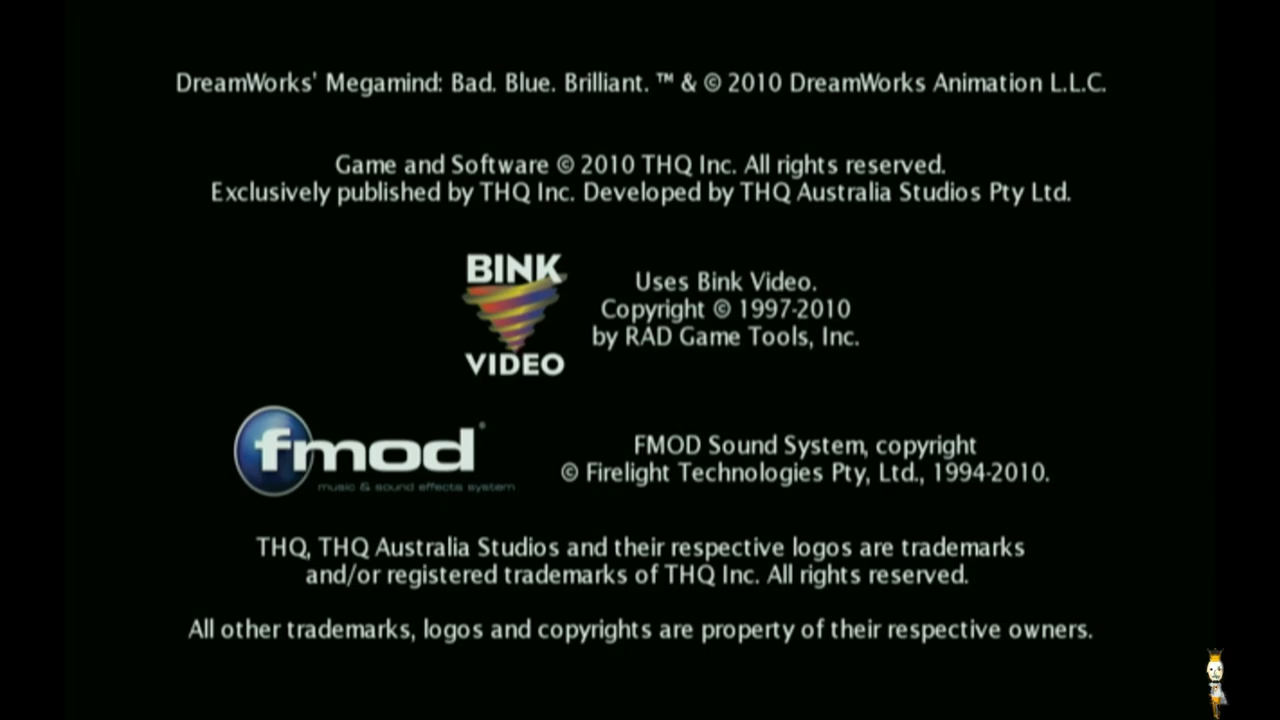 DreamWorks' Megamind: Bad. Blue. Brilliant. ™ & © 2010 DreamWorks Animation L.L.C.
Game and Software © 2010 THQ Inc. All rights reserved.
Exclusively published by THQ Inc. Developed by THQ Australia Studios Pty Ltd.
BINK
VIDEO
Uses Bink Video.
Copyright © 1997-2010
by RAD Game Tools, Inc.
fmod
music & sound effects system
FMOD Sound System, copyright
© Firelight Technologies Pty, Ltd., 1994-2010.
THQ, THQ Australia Studios and their respective logos are trademarks
and/or registered trademarks of THQ Inc. All rights reserved.
All other trademarks, logos and copyrights are property of their respective owners.